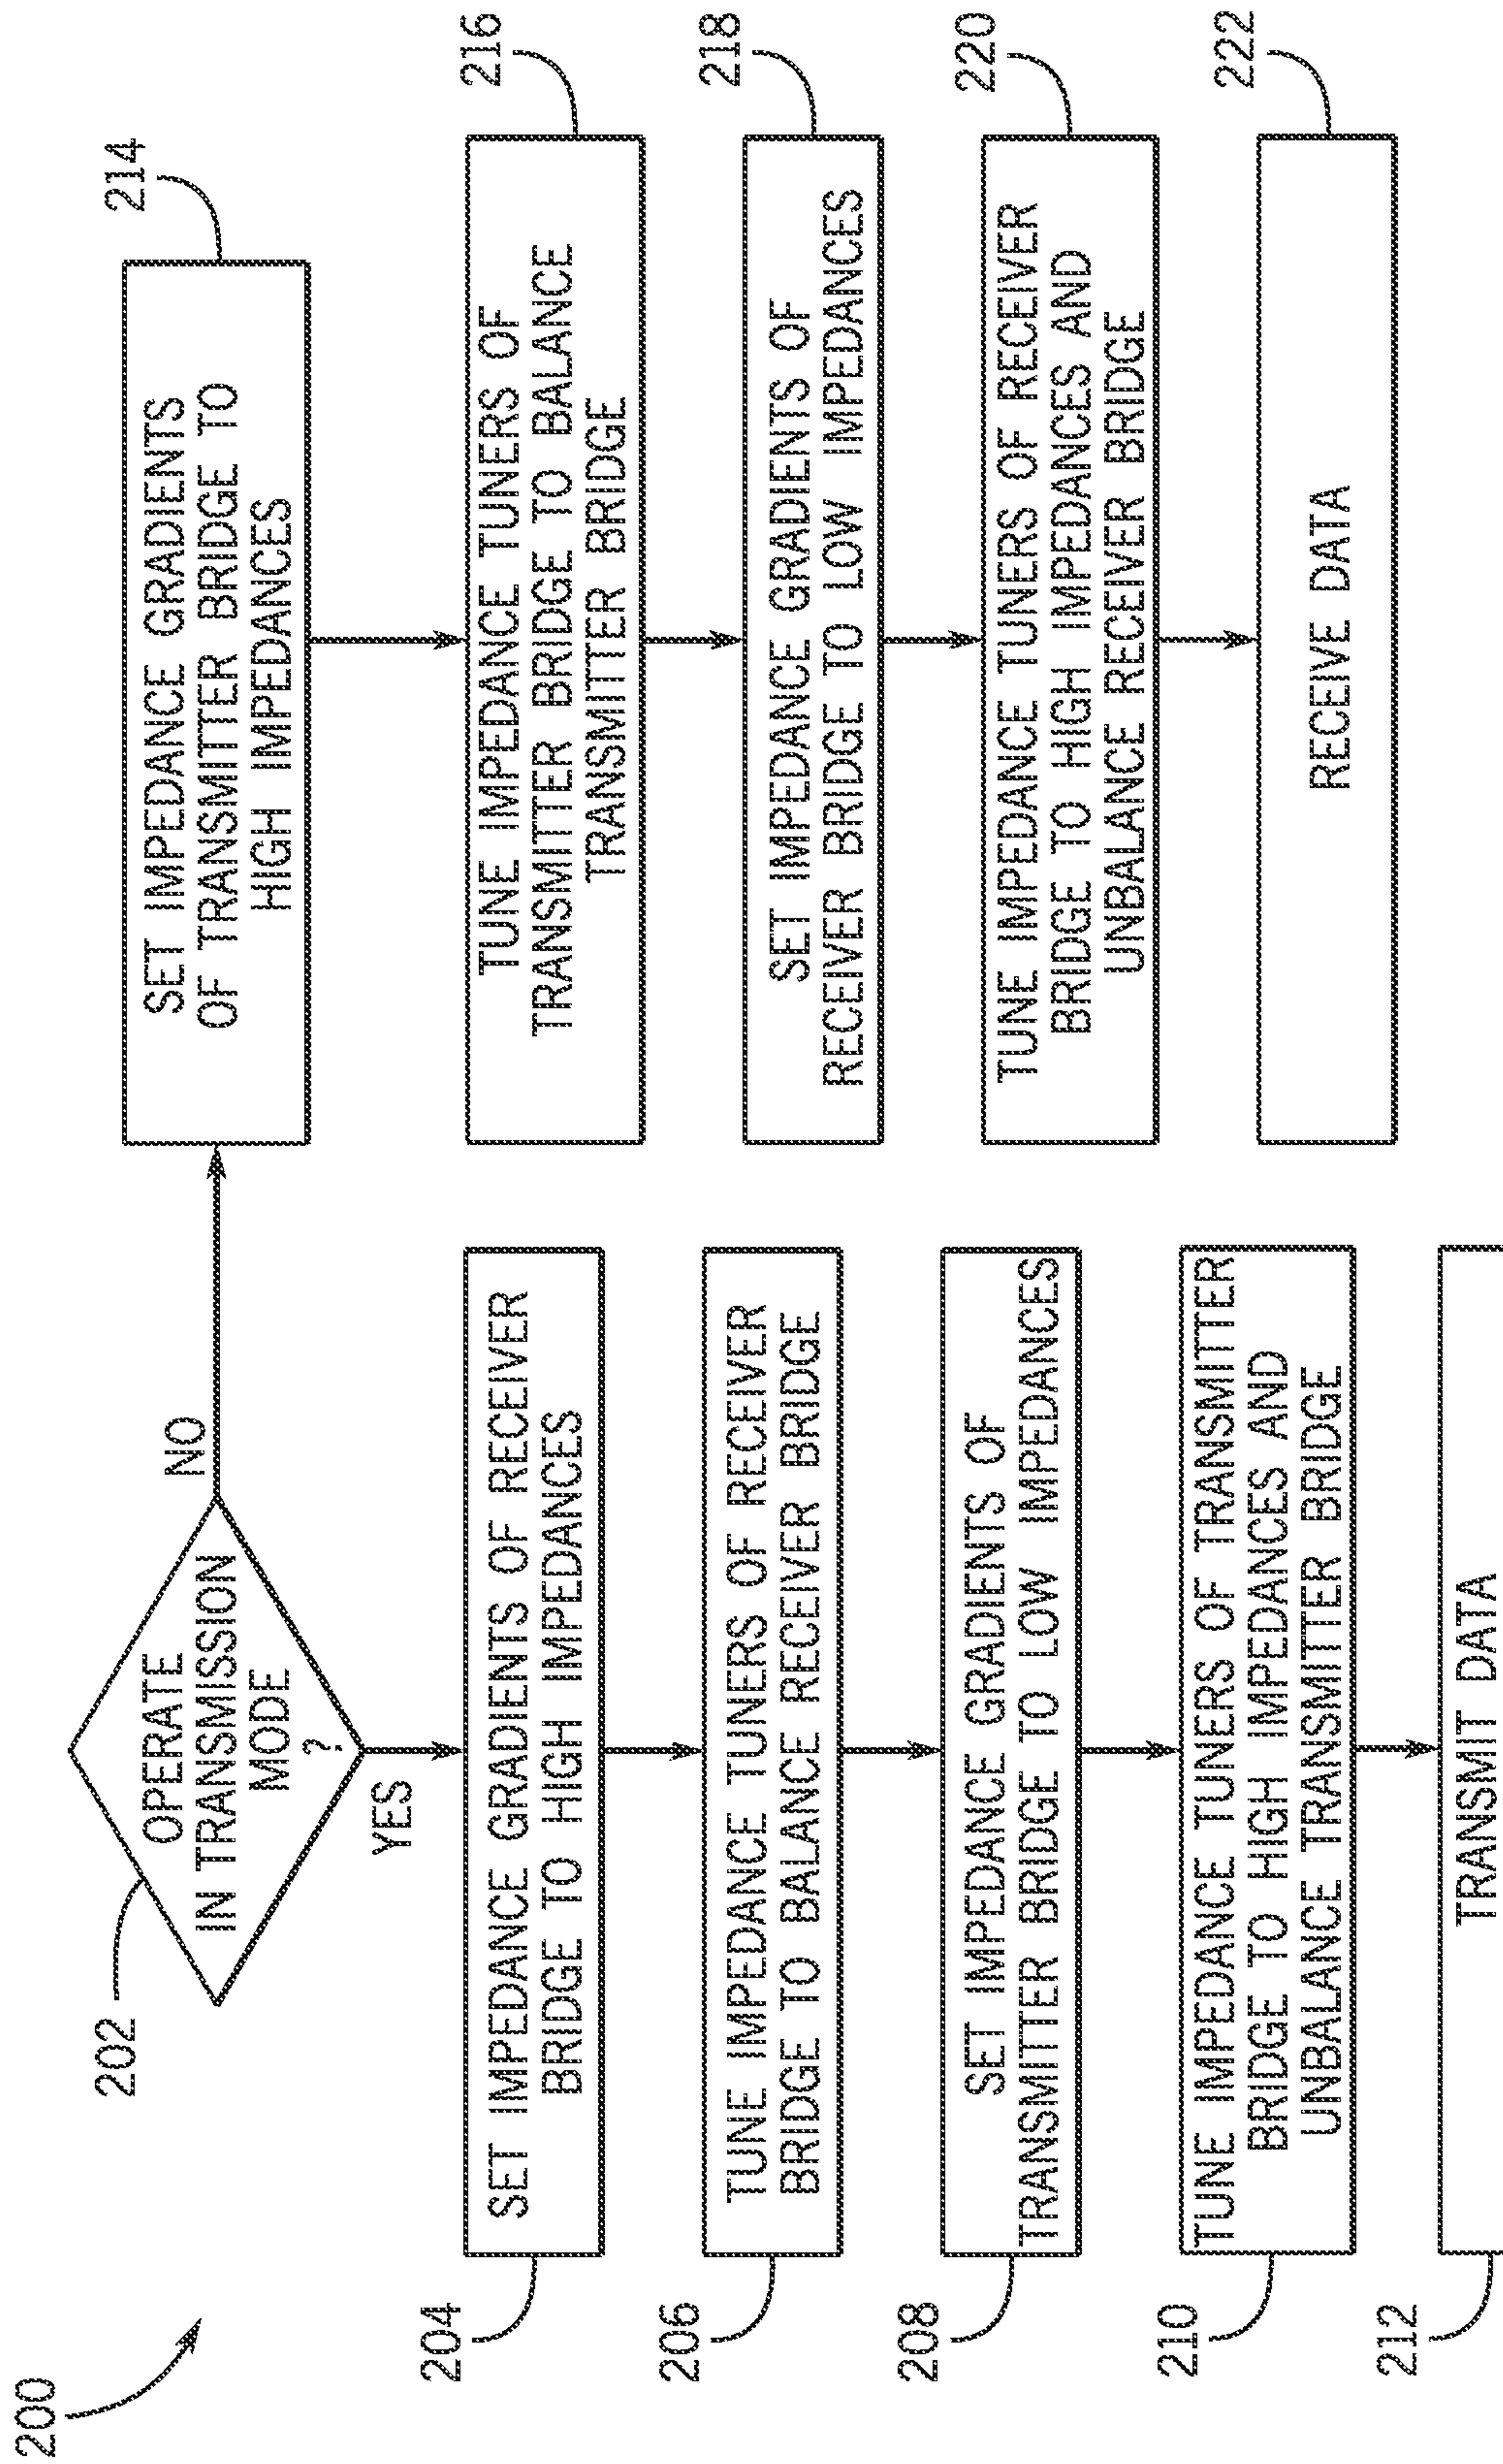 200
202
OPERATE
IN TRANSMISSION
MODE
?
NO
YES
204
SET IMPEDANCE GRADIENTS OF RECEIVER
BRIDGE TO HIGH IMPEDANCES
206
TUNE IMPEDANCE TUNERS OF RECEIVER
BRIDGE TO BALANCE RECEIVER BRIDGE
208
SET IMPEDANCE GRADIENTS OF
TRANSMITTER BRIDGE TO LOW IMPEDANCES
210
TUNE IMPEDANCE TUNERS OF TRANSMITTER
BRIDGE TO HIGH IMPEDANCES AND
UNBALANCE TRANSMITTER BRIDGE
212
TRANSMIT DATA
214
SET IMPEDANCE GRADIENTS
OF TRANSMITTER BRIDGE TO
HIGH IMPEDANCES
216
TUNE IMPEDANCE TUNERS OF
TRANSMITTER BRIDGE TO BALANCE
TRANSMITTER BRIDGE
218
SET IMPEDANCE GRADIENTS OF
RECEIVER BRIDGE TO LOW IMPEDANCES
220
TUNE IMPEDANCE TUNERS OF RECEIVER
BRIDGE TO HIGH IMPEDANCES AND
UNBALANCE RECEIVER BRIDGE
222
RECEIVE DATA